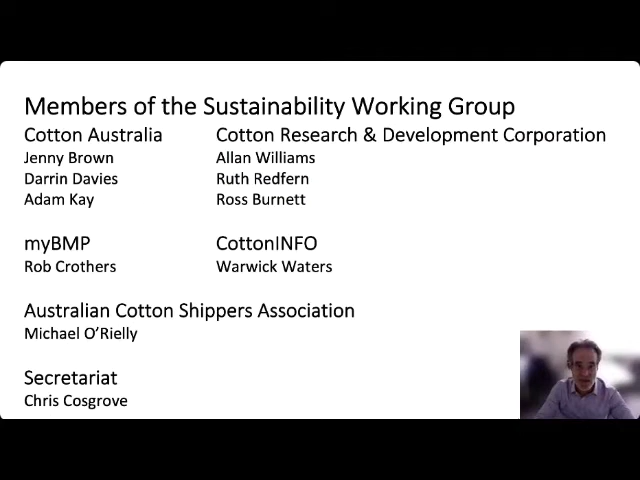 Members of the Sustainability Working Group
Cotton Australia
Jenny Brown
Darrin Davies
Adam Kay
Cotton Research & Development Corporation
Allan Williams
Ruth Redfern
Ross Burnett
myBMP
Rob Crothers
CottonINFO
Warwick Waters
Australian Cotton Shippers Association
Michael O’Rielly
Secretariat
Chris Cosgrove